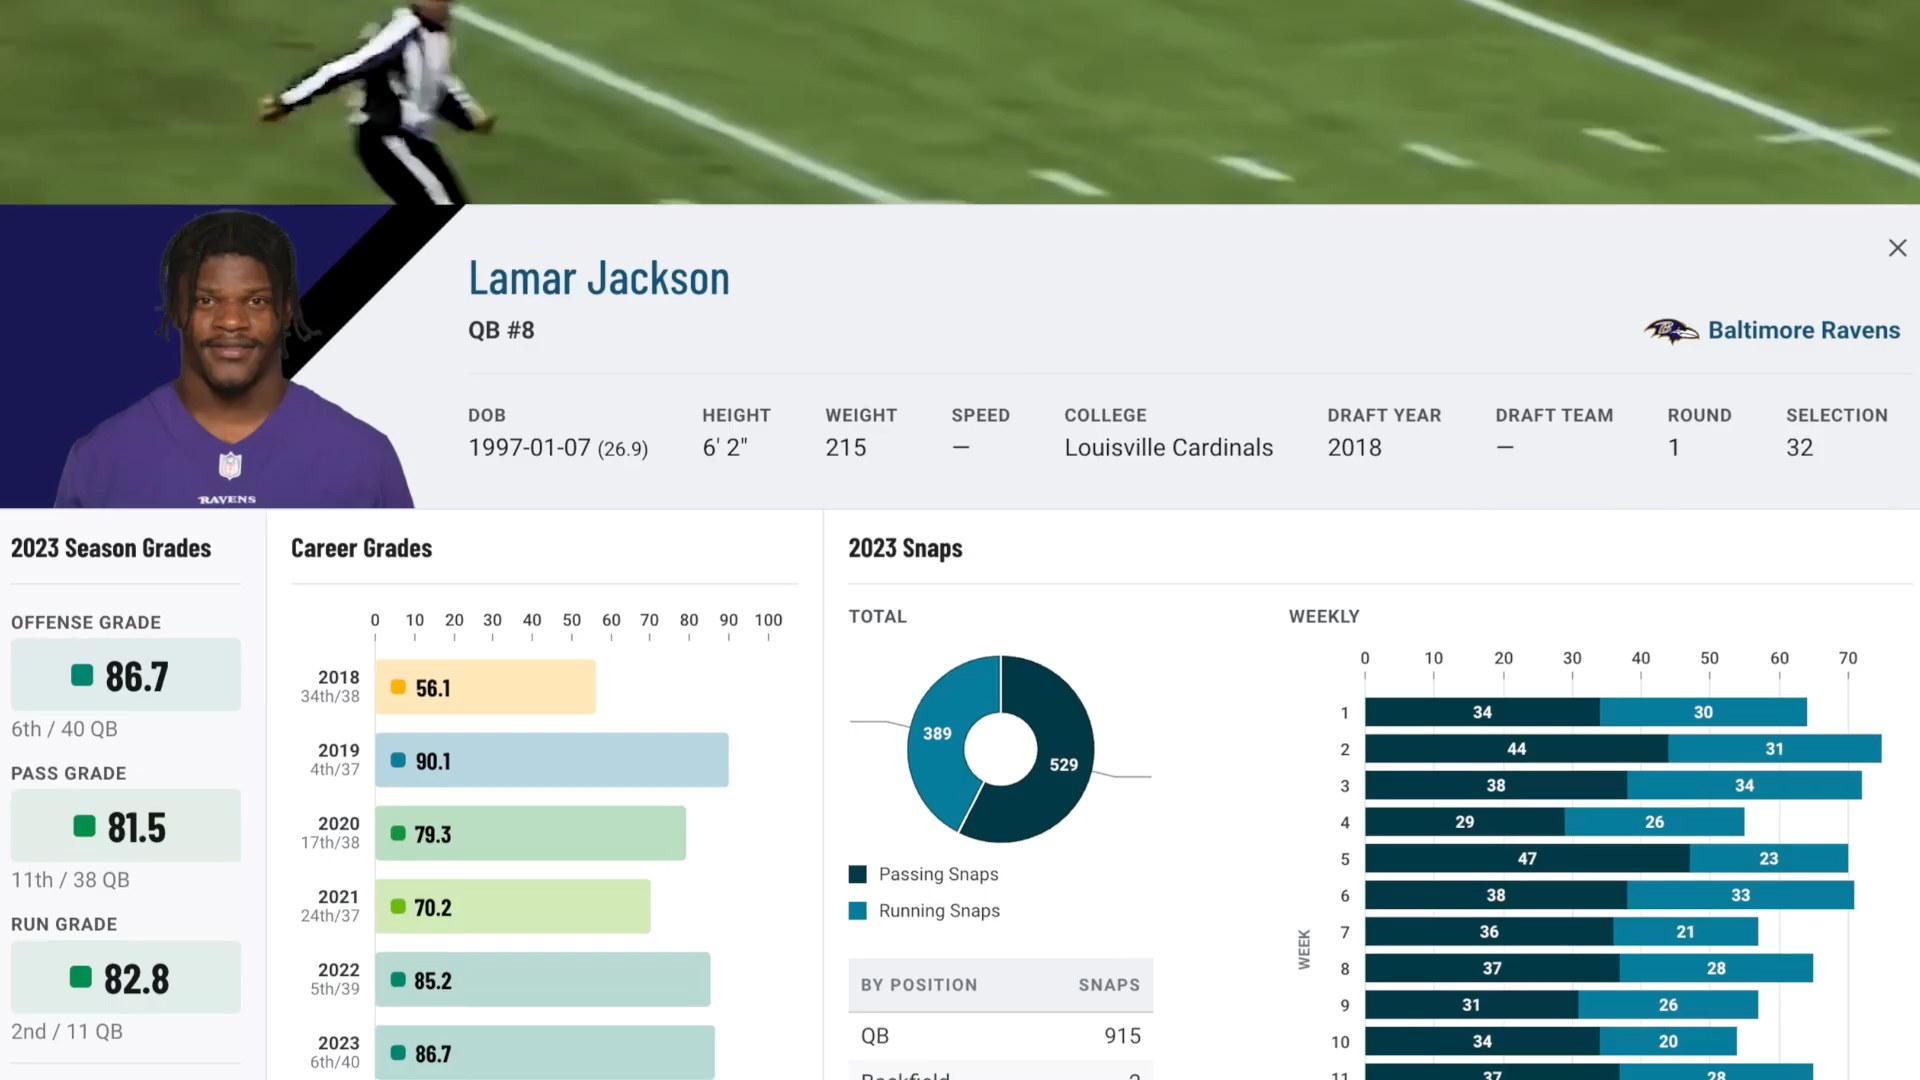 Lamar Jackson
QB #8
Baltimore Ravens
DOB HEIGHT WEIGHT SPEED COLLEGE DRAFT YEAR DRAFT TEAM ROUND SELECTION
1997-01-07 (26.9) 6' 2" 215 — Louisville Cardinals 2018 — 1 32
RAVENS
2023 Season Grades
OFFENSE GRADE
86.7
6th / 40 QB
PASS GRADE
81.5
11th / 38 QB
RUN GRADE
82.8
2nd / 11 QB
Career Grades
0 10 20 30 40 50 60 70 80 90 100
2018 56.1
34th/38
2019 90.1
4th/37
2020 79.3
17th/38
2021 70.2
24th/37
2022 85.2
5th/39
2023 86.7
6th/40
2023 Snaps
TOTAL
389
529
Passing Snaps
Running Snaps
BY POSITION SNAPS
QB 915
Backfield 2
WEEKLY
0 10 20 30 40 50 60 70
WEEK
1 34 30
2 44 31
3 38 34
4 29 26
5 47 23
6 38 33
7 36 21
8 37 28
9 31 26
10 34 20
11 37 28